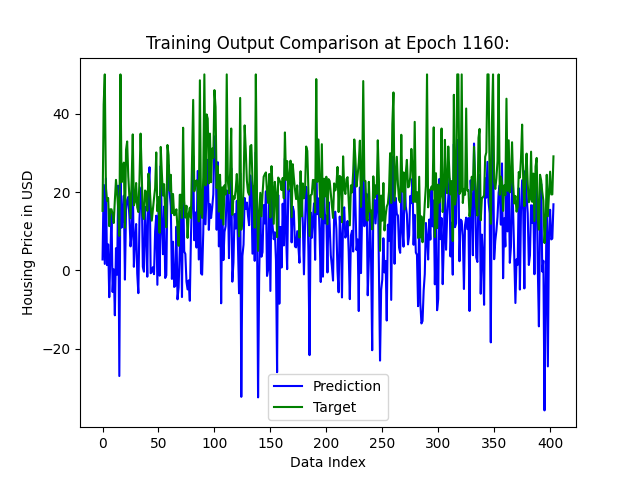 Training Output Comparison at Epoch 1160:
Housing Price in USD
40
20
0
−20
Prediction
Target
0 50 100 150 200 250 300 350 400
Data Index